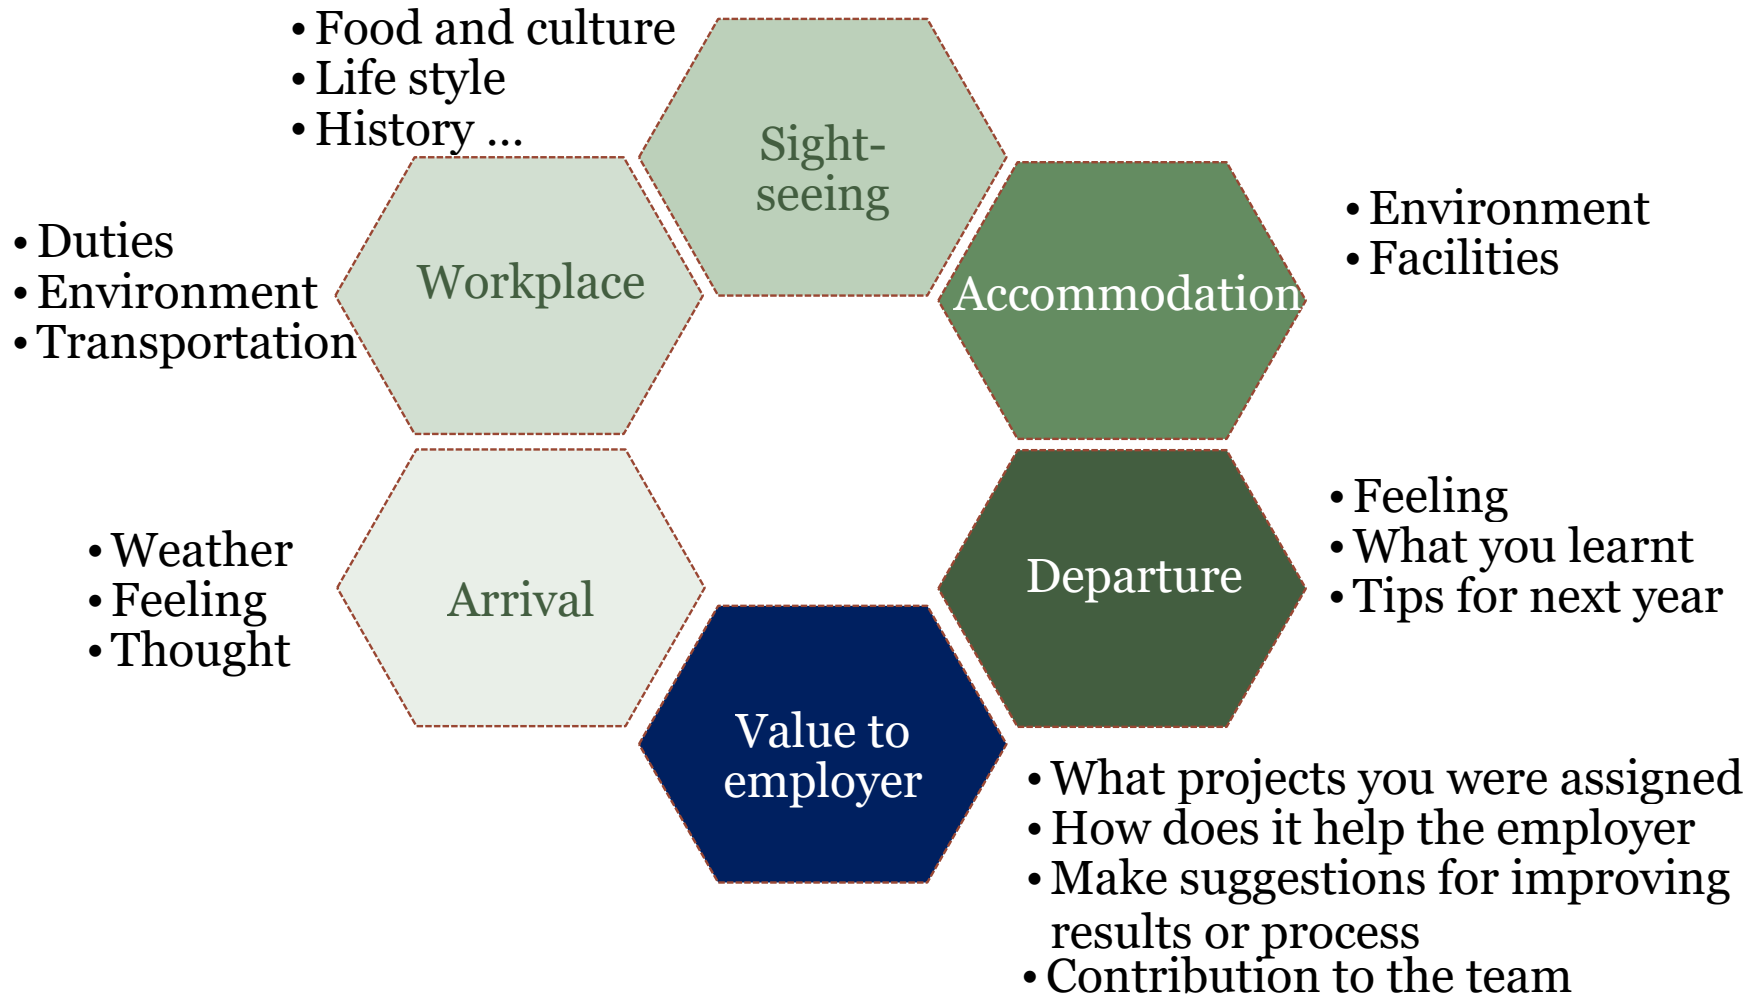 • Food and culture
• Life style
• History ...
Sight-
seeing
• Duties
• Environment
• Transportation
Workplace
Accommodation
• Environment
• Facilities
• Weather
• Feeling
• Thought
Arrival
Departure
• Feeling
• What you learnt
• Tips for next year
Value to
employer
• What projects you were assigned
• How does it help the employer
• Make suggestions for improving
results or process
• Contribution to the team